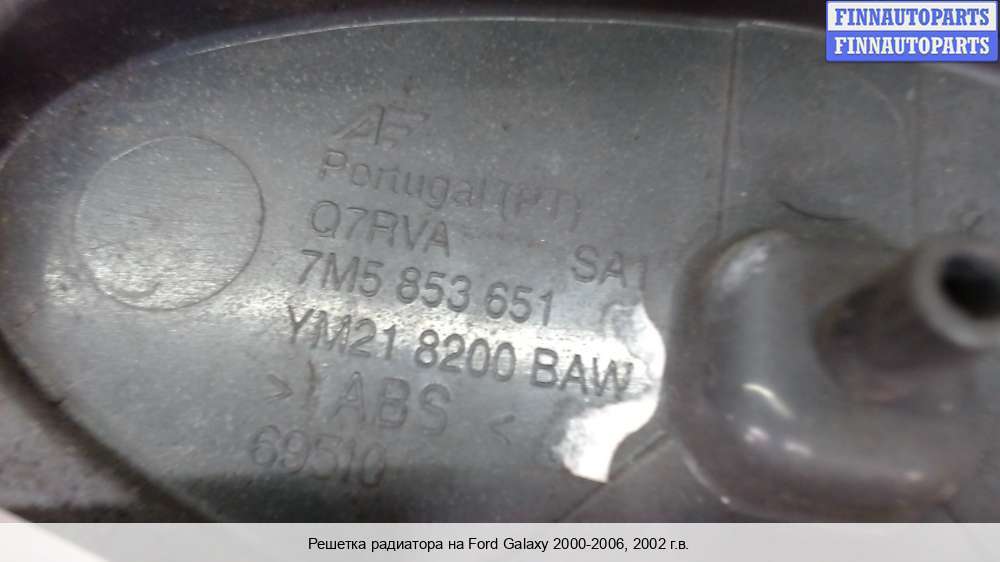 FINNAUTOPARTS
FINNAUTOPARTS
AF
Portugal (PT)
Q7RVA SA1
7M5 853 651
YM21 8200 BAW
> ABS <
69510
Решетка радиатора на Ford Galaxy 2000-2006, 2002 г.в.